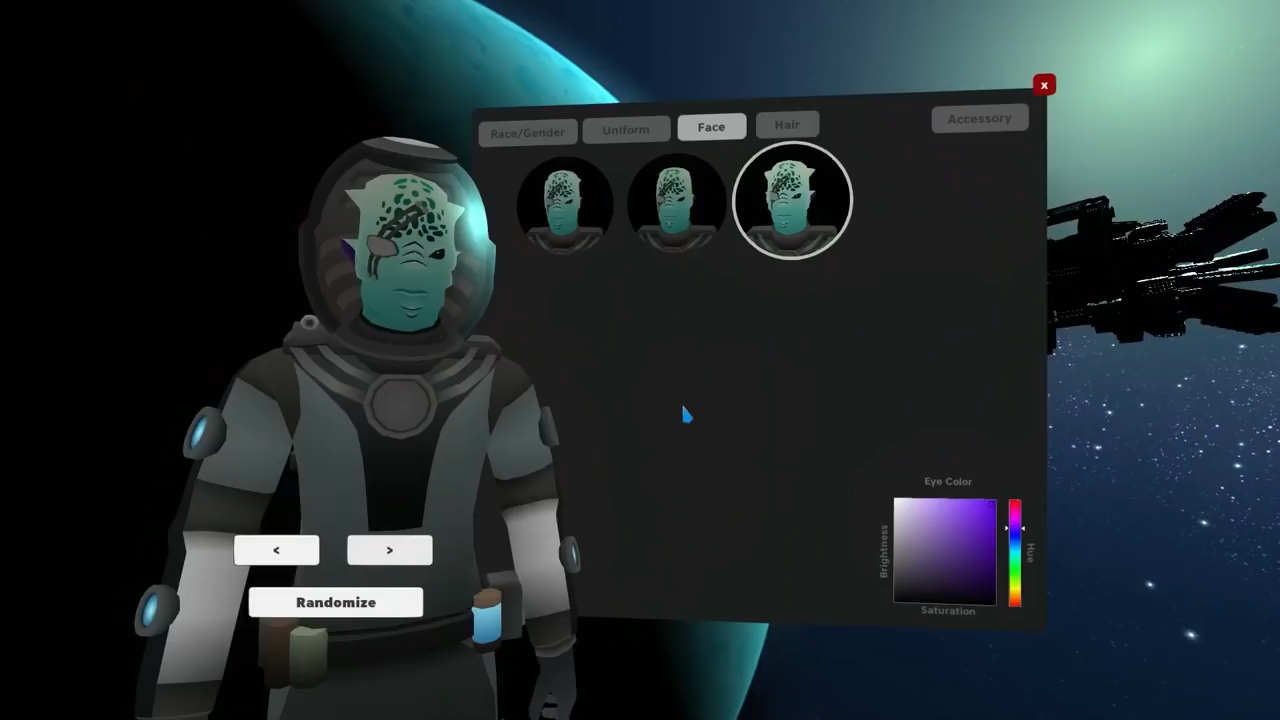 x
Race/Gender
Uniform
Face
Hair
Accessory
Eye Color
Brightness
Hue
Saturation
<
>
Randomize